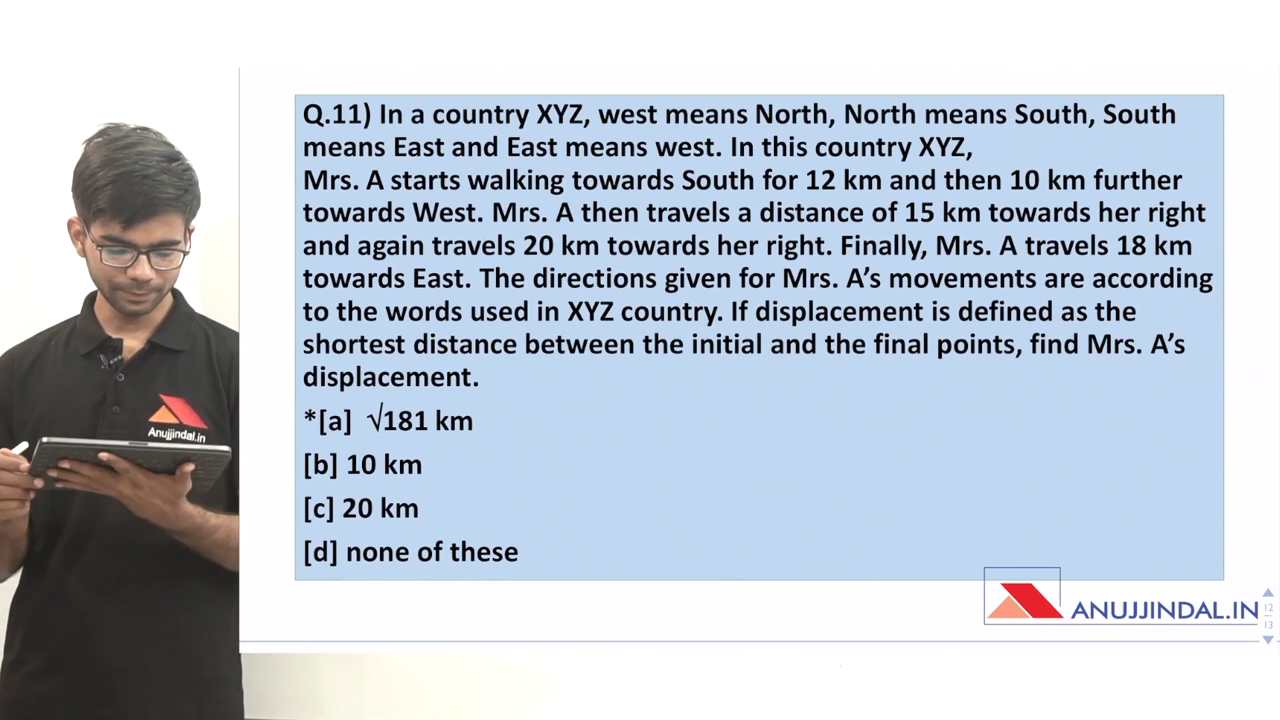 Q.11) In a country XYZ, west means North, North means South, South
means East and East means west. In this country XYZ,
Mrs. A starts walking towards South for 12 km and then 10 km further
towards West. Mrs. A then travels a distance of 15 km towards her right
and again travels 20 km towards her right. Finally, Mrs. A travels 18 km
towards East. The directions given for Mrs. A’s movements are according
to the words used in XYZ country. If displacement is defined as the
shortest distance between the initial and the final points, find Mrs. A’s
displacement.
*[a] √181 km
[b] 10 km
[c] 20 km
[d] none of these
Anujjindal.in
ANUJJINDAL.IN
12
13